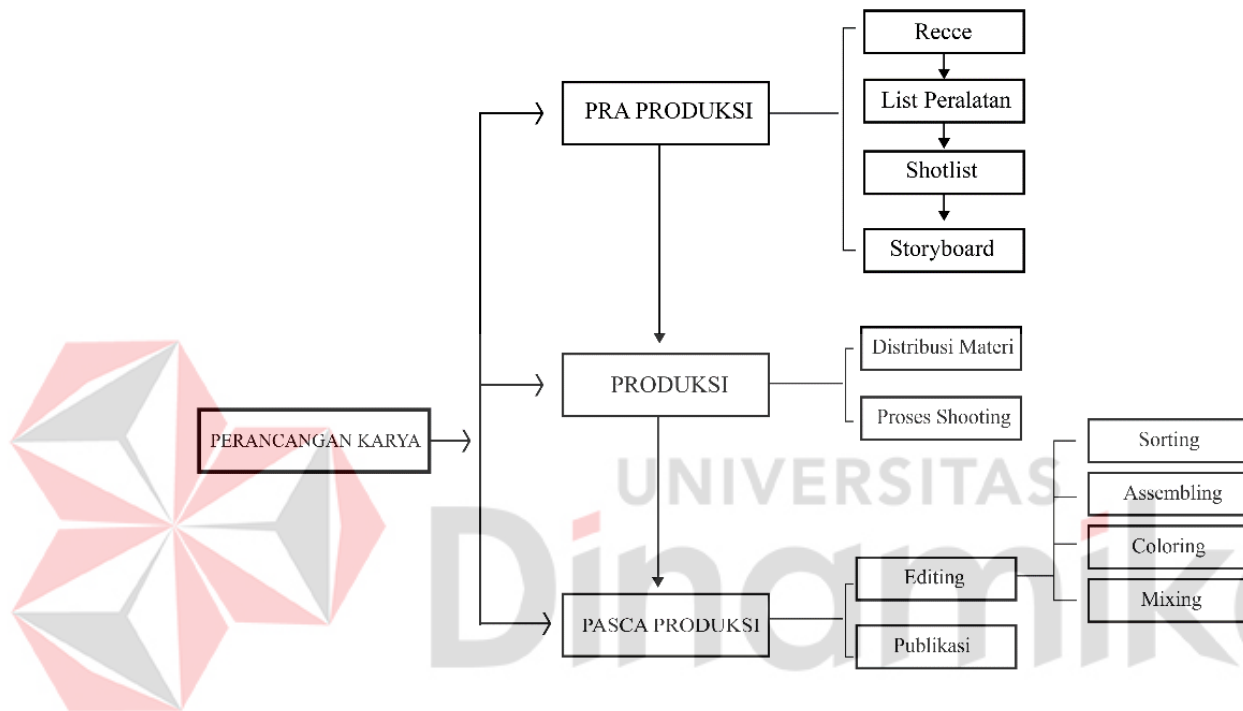 Recce
PRA PRODUKSI
List Peralatan
Shotlist
Storyboard
PERANCANGAN KARYA
PRODUKSI
Distribusi Materi
Proses Shooting
PASCA PRODUKSI
Editing
Publikasi
Sorting
Assembling
Coloring
Mixing
UNIVERSITAS
Dinamika